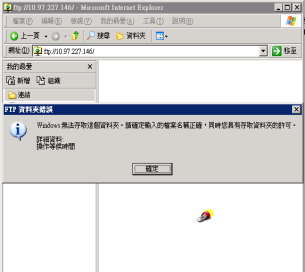 ftp://10.97.227.146/ - Microsoft Internet Explorer
檔案(F) 編輯(E) 檢視(V) 我的最愛(A) 工具(T) 說明(H)
上一頁 搜尋 資料夾
網址(D) ftp://10.97.227.146/ 移至
我的最愛 ×
新增 組織
連結
FTP 資料夾錯誤
Windows 無法存取這個資料夾。請確定輸入的檔案名稱正確，同時您具有存取資料夾的許可。
詳細資料:
操作等候時間
確定